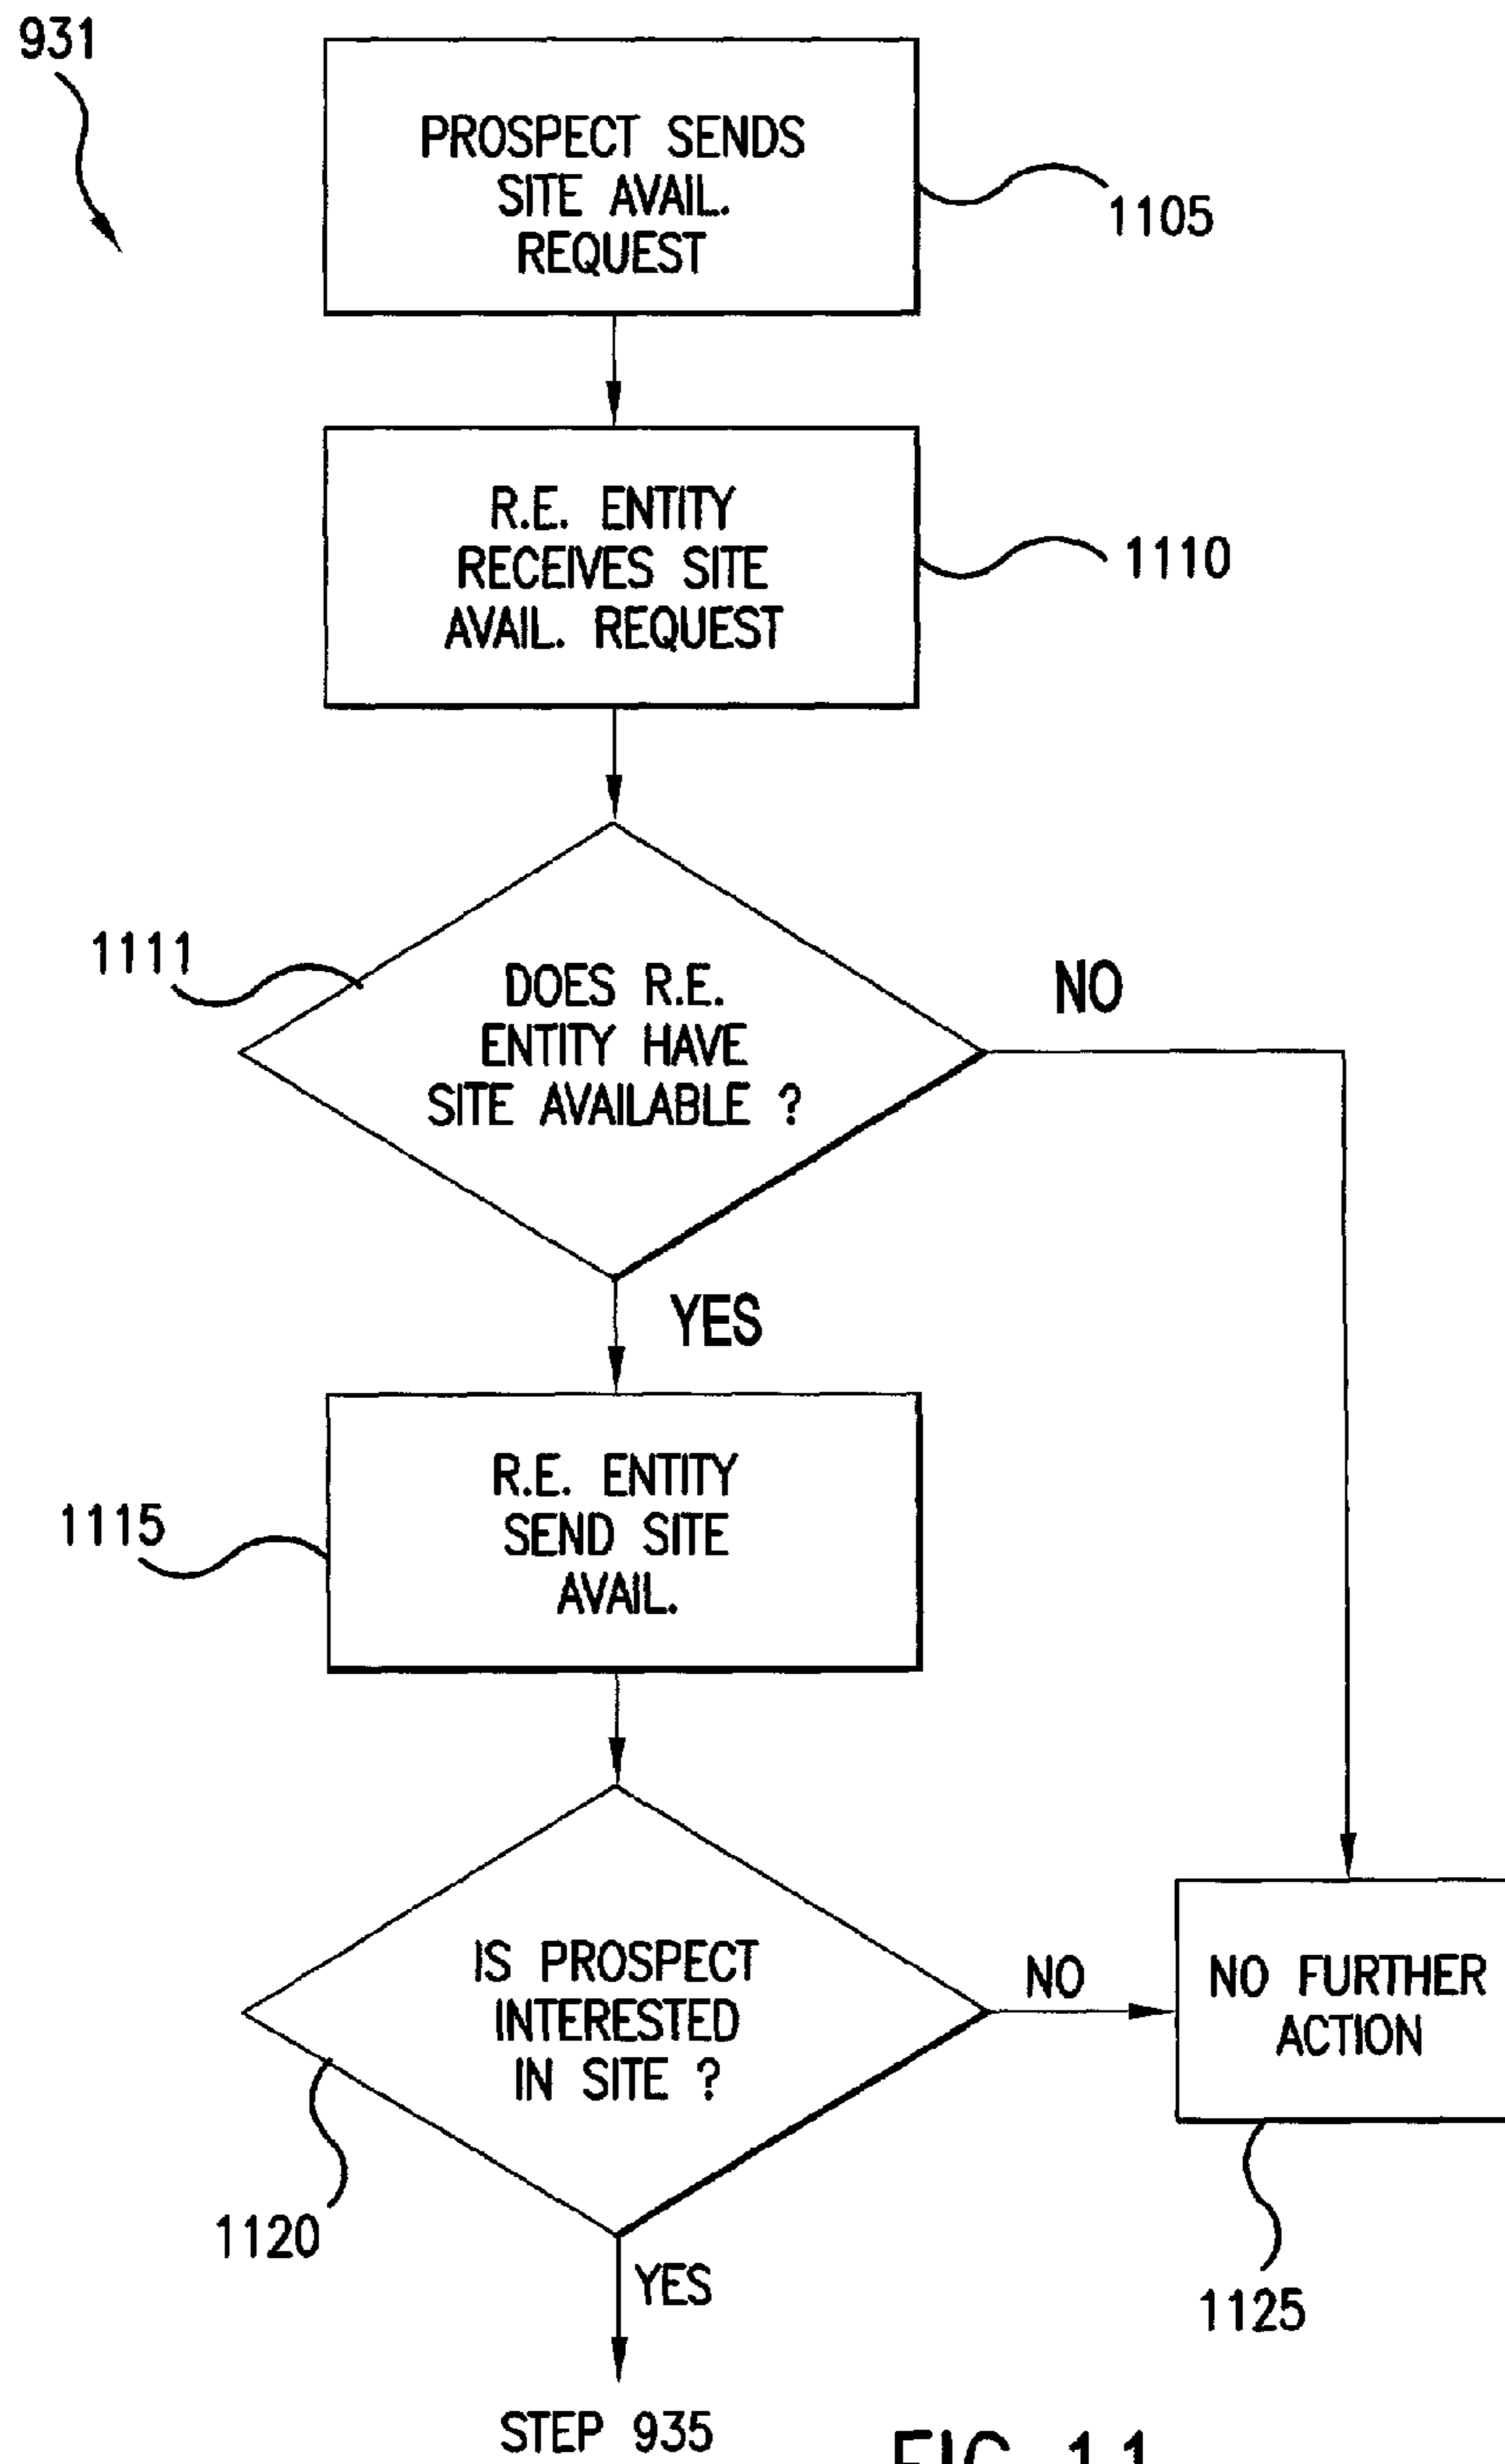 931
PROSPECT SENDS
SITE AVAIL.
REQUEST
1105
R.E. ENTITY
RECEIVES SITE
AVAIL. REQUEST
1110
1111
DOES R.E.
ENTITY HAVE
SITE AVAILABLE ?
NO
YES
R.E. ENTITY
SEND SITE
AVAIL.
1115
IS PROSPECT
INTERESTED
IN SITE ?
NO
NO FURTHER
ACTION
1120
YES
1125
STEP 935
FIG. 11